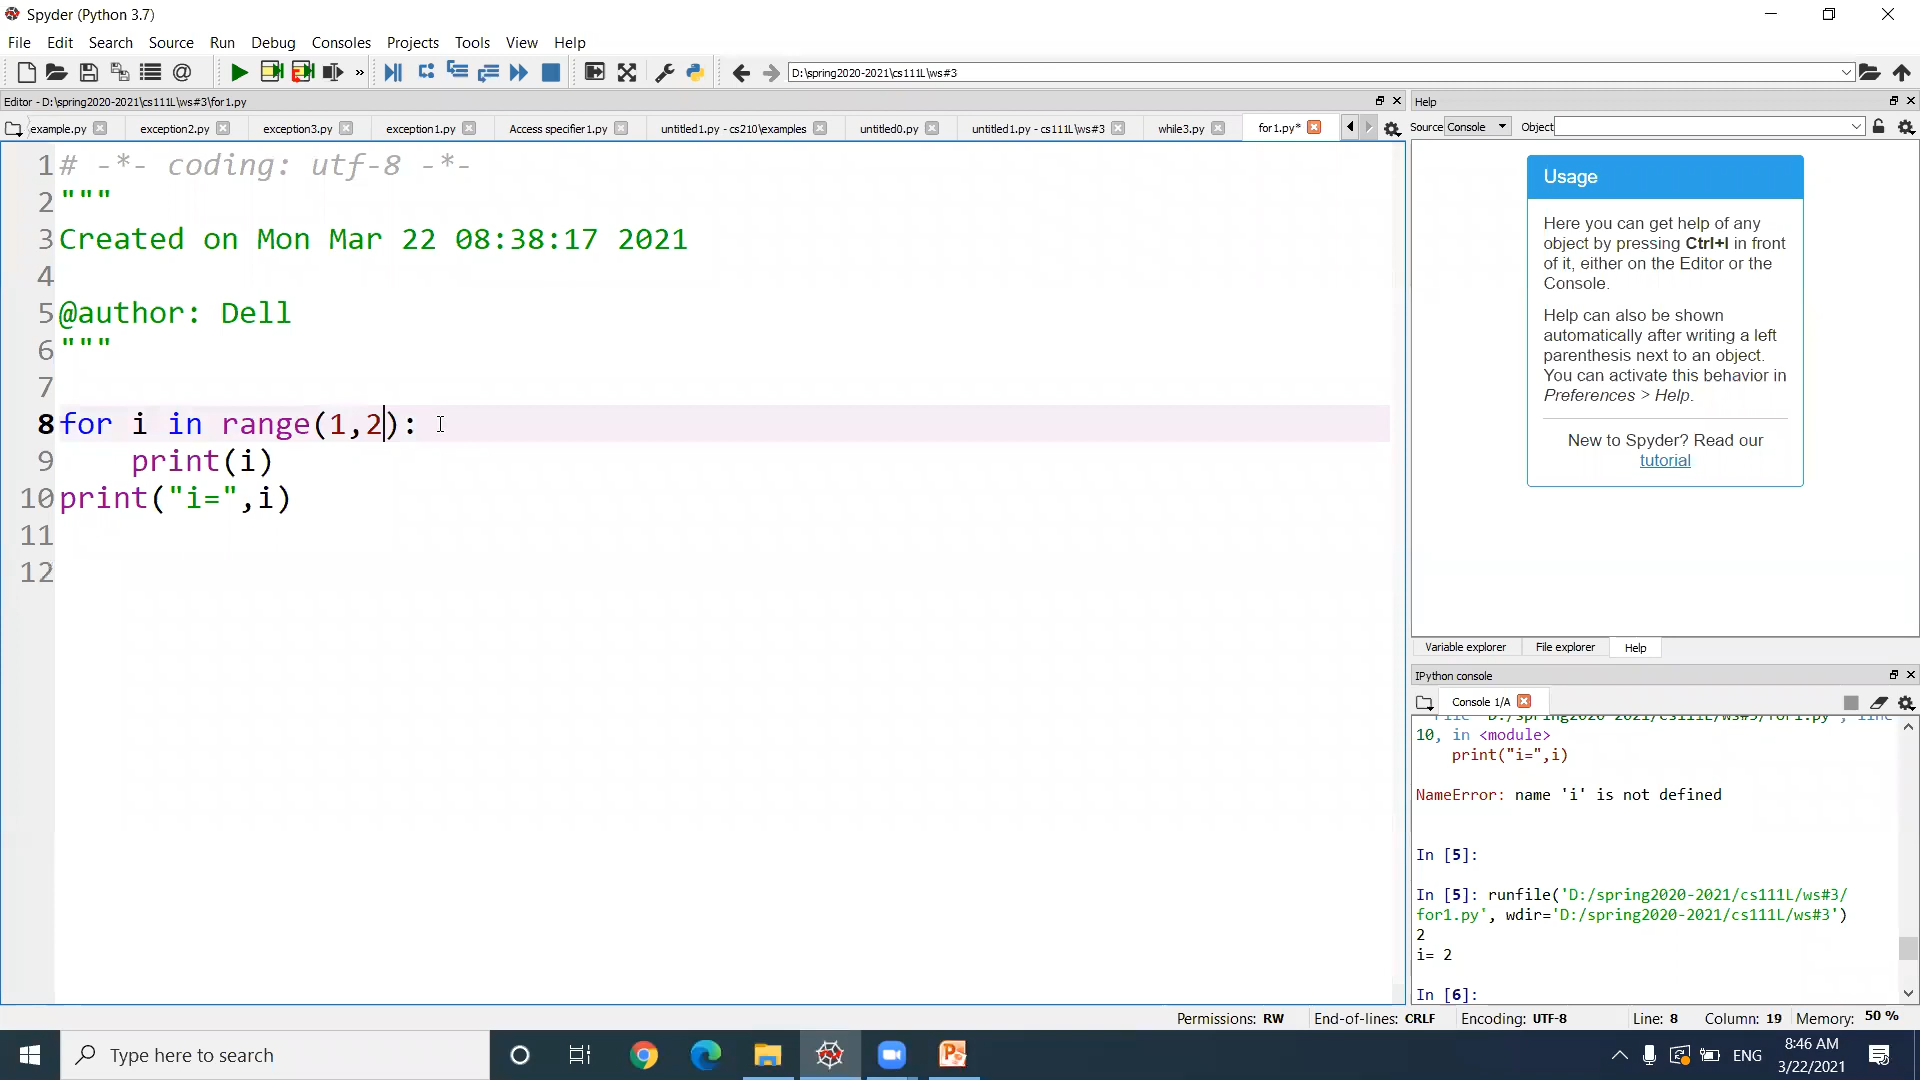 Spyder (Python 3.7)
File Edit Search Source Run Debug Consoles Projects Tools View Help
D:\spring2020-2021\cs111L\ws#3
Editor - D:\spring2020-2021\cs111L\ws#3\for1.py
Help
example.py exception2.py exception3.py exception1.py Access specifier1.py untitled1.py - cs210\examples untitled0.py untitled1.py - cs111L\ws#3 while3.py for1.py*
Source Console Object
1 # -*- coding: utf-8 -*-
2 """
3 Created on Mon Mar 22 08:38:17 2021
4
5 @author: Dell
6 """
7
8 for i in range(1,2):
9 print(i)
10 print("i=",i)
11
12
Usage
Here you can get help of any
object by pressing Ctrl+I in front
of it, either on the Editor or the
Console.
Help can also be shown
automatically after writing a left
parenthesis next to an object.
You can activate this behavior in
Preferences > Help.
New to Spyder? Read our
tutorial
Variable explorer File explorer Help
IPython console
Console 1/A
File "D:/spring2020-2021/cs111L/ws#3/for1.py", line
10, in <module>
print("i=",i)
NameError: name 'i' is not defined
In [5]:
In [5]: runfile('D:/spring2020-2021/cs111L/ws#3/
for1.py', wdir='D:/spring2020-2021/cs111L/ws#3')
2
i= 2
In [6]:
Permissions: RW End-of-lines: CRLF Encoding: UTF-8 Line: 8 Column: 19 Memory: 50 %
Type here to search
ENG
8:46 AM
3/22/2021